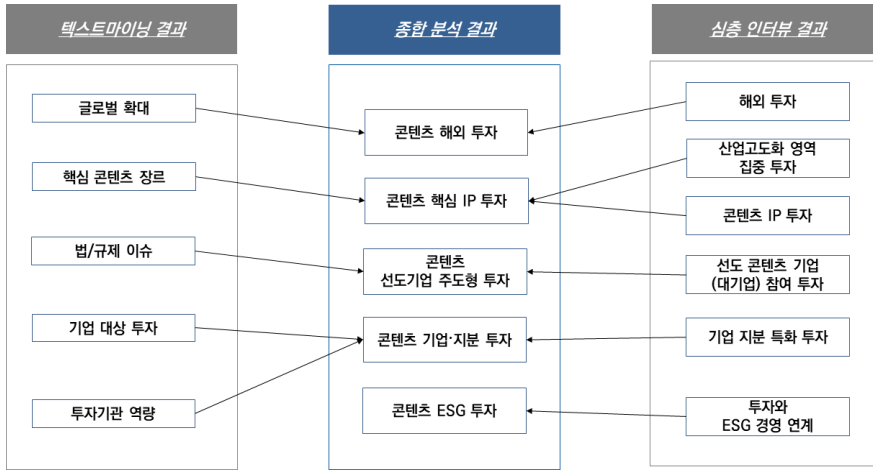 텍스트마이닝 결과
종합 분석 결과
심층 인터뷰 결과
글로벌 확대
핵심 콘텐츠 장르
법/규제 이슈
기업 대상 투자
투자기관 역량
콘텐츠 해외 투자
콘텐츠 핵심 IP 투자
콘텐츠
선도기업 주도형 투자
콘텐츠 기업·지분 투자
콘텐츠 ESG 투자
해외 투자
산업고도화 영역
집중 투자
콘텐츠 IP 투자
선도 콘텐츠 기업
(대기업) 참여 투자
기업 지분 특화 투자
투자와
ESG 경영 연계